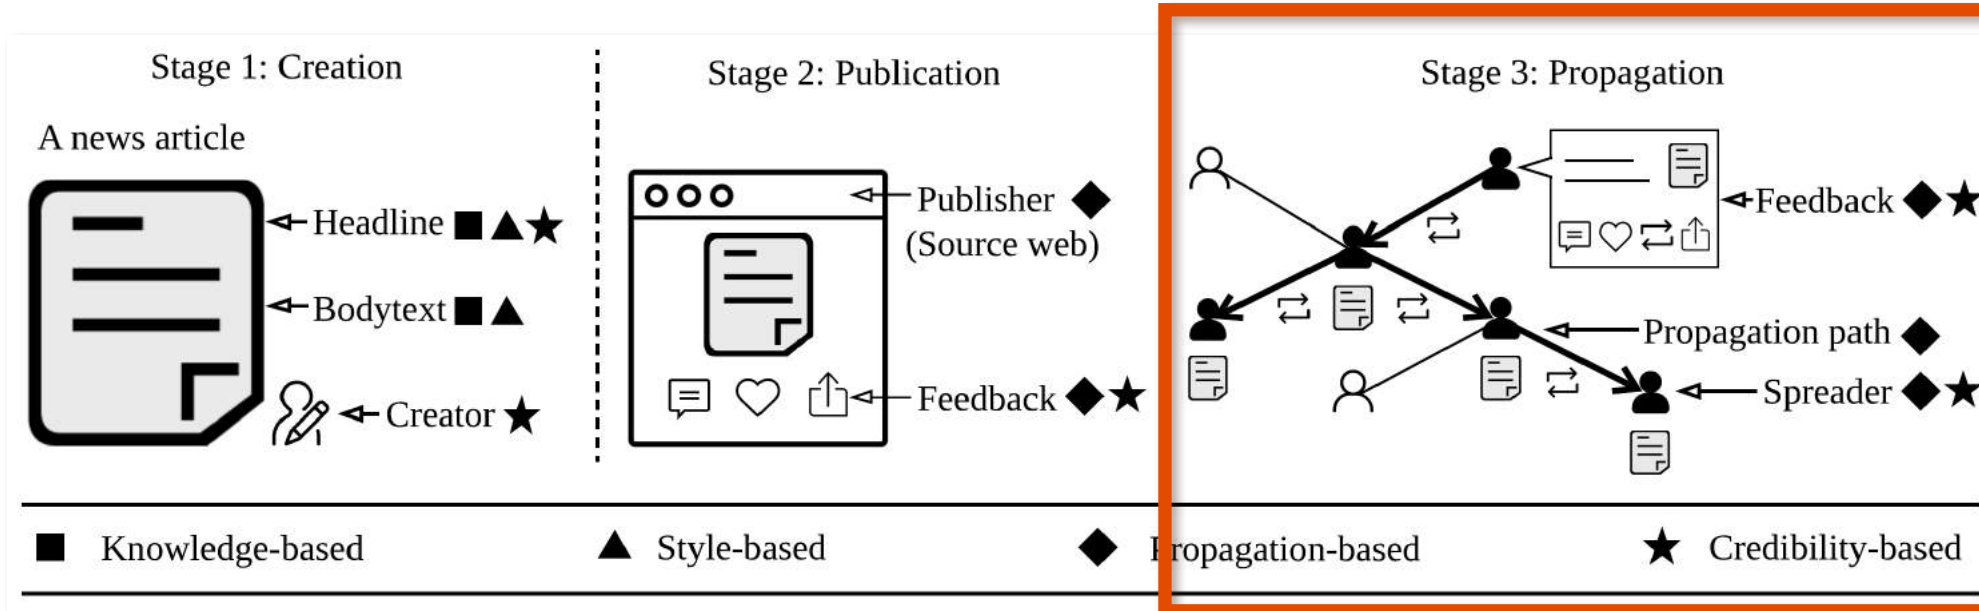 Stage 1: Creation
A news article
Headline
Bodytext
Creator
Stage 2: Publication
Publisher
(Source web)
Feedback
Stage 3: Propagation
Feedback
Propagation path
Spreader
Knowledge-based
Style-based
Propagation-based
Credibility-based